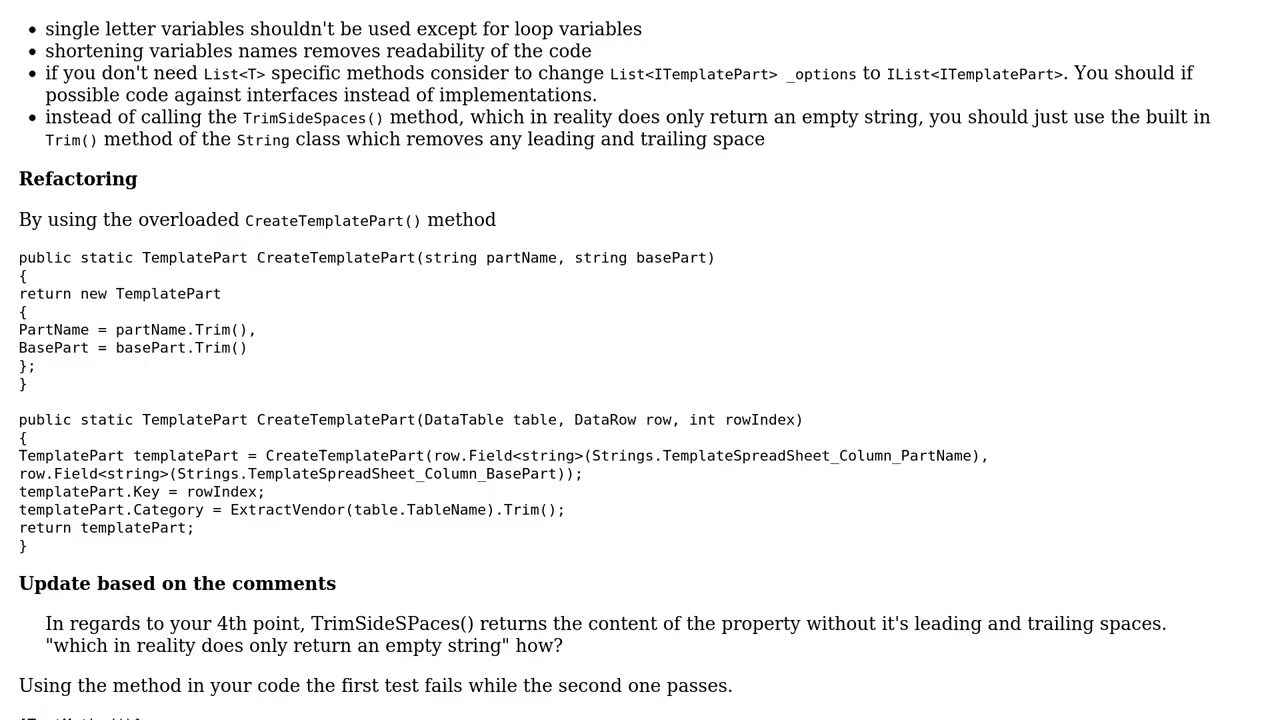 single letter variables shouldn't be used except for loop variables
shortening variables names removes readability of the code
if you don't need List<T> specific methods consider to change List<ITemplatePart> _options to IList<ITemplatePart>. You should if
possible code against interfaces instead of implementations.
instead of calling the TrimSideSpaces() method, which in reality does only return an empty string, you should just use the built in
Trim() method of the String class which removes any leading and trailing space
Refactoring
By using the overloaded CreateTemplatePart() method
public static TemplatePart CreateTemplatePart(string partName, string basePart)
{
return new TemplatePart
{
PartName = partName.Trim(),
BasePart = basePart.Trim()
};
}
public static TemplatePart CreateTemplatePart(DataTable table, DataRow row, int rowIndex)
{
TemplatePart templatePart = CreateTemplatePart(row.Field<string>(Strings.TemplateSpreadSheet_Column_PartName),
row.Field<string>(Strings.TemplateSpreadSheet_Column_BasePart));
templatePart.Key = rowIndex;
templatePart.Category = ExtractVendor(table.TableName).Trim();
return templatePart;
}
Update based on the comments
In regards to your 4th point, TrimSideSPaces() returns the content of the property without it's leading and trailing spaces.
"which in reality does only return an empty string" how?
Using the method in your code the first test fails while the second one passes.